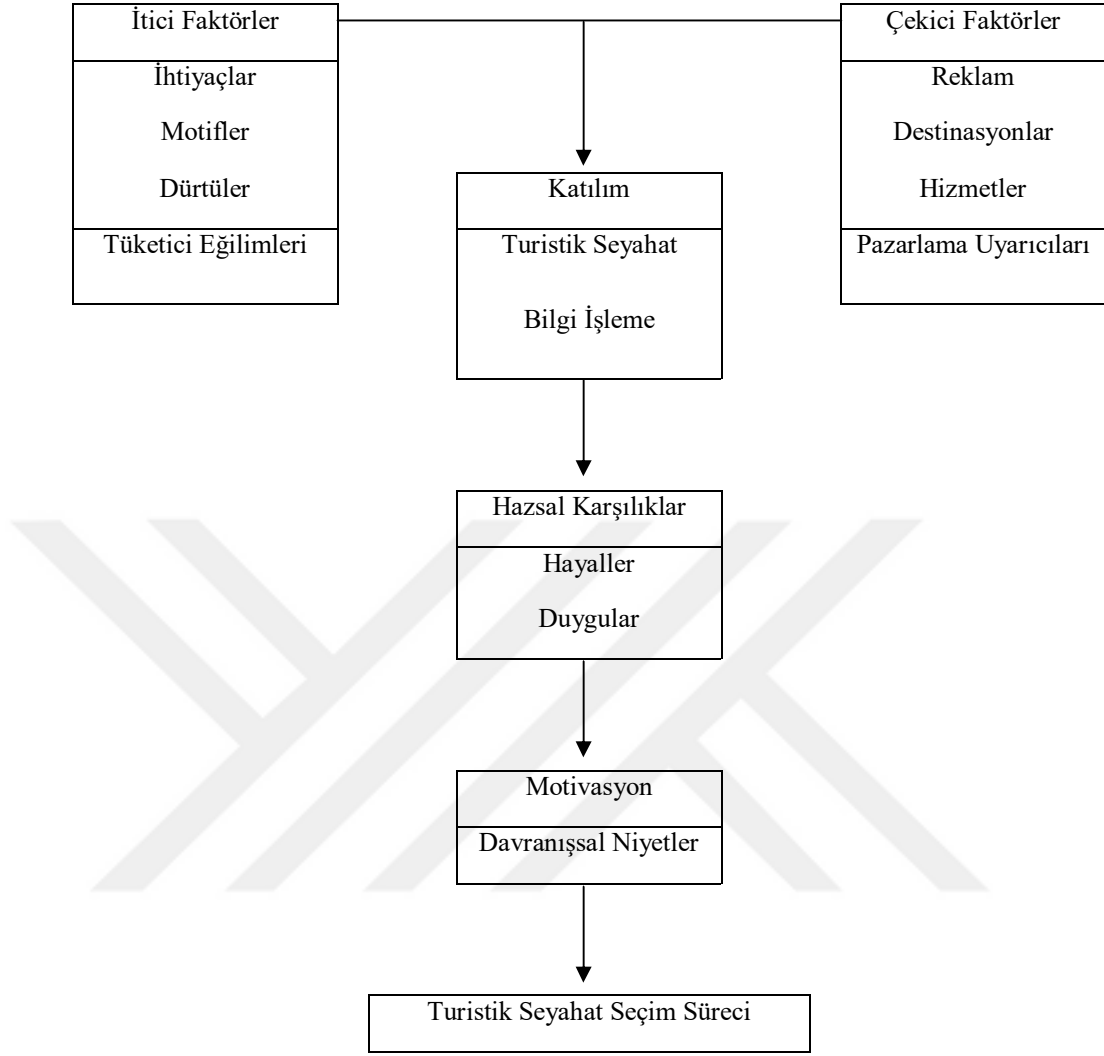 İtici Faktörler
İhtiyaçlar
Motifler
Dürtüler
Tüketici Eğilimleri
Çekici Faktörler
Reklam
Destinasyonlar
Hizmetler
Pazarlama Uyarıcıları
Katılım
Turistik Seyahat
Bilgi İşleme
Hazsal Karşılıklar
Hayaller
Duygular
Motivasyon
Davranışsal Niyetler
Turistik Seyahat Seçim Süreci